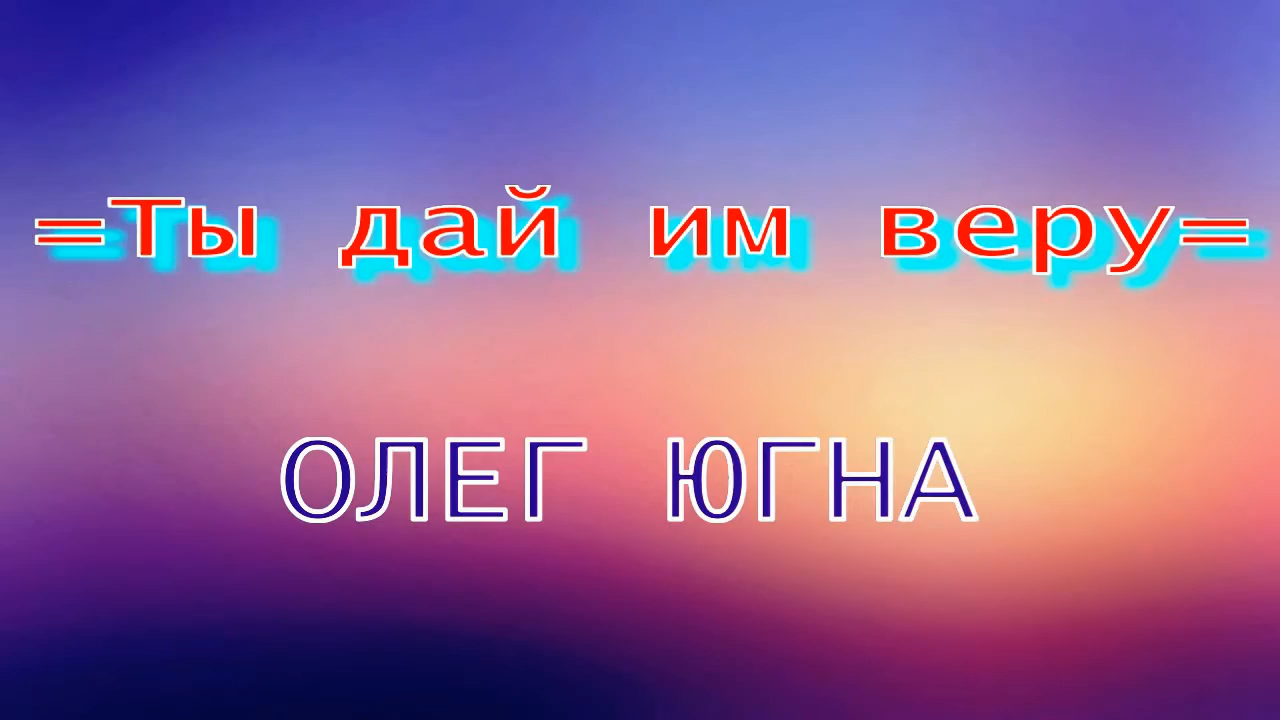 =Ты дай им веру=
ОЛЕГ ЮГНА